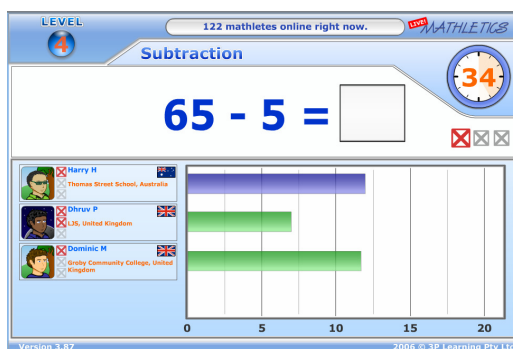 LEVEL
4
122 mathletes online right now.
LIVE!
MATHLETICS
Subtraction
34
65 - 5 =
Harry H
Thomas Street School, Australia
Dhruv P
LJS, United Kingdom
Dominic M
Groby Community College, United
Kingdom
0 5 10 15 20
Version 3.87
2006 © 3P Learning Pty Ltd